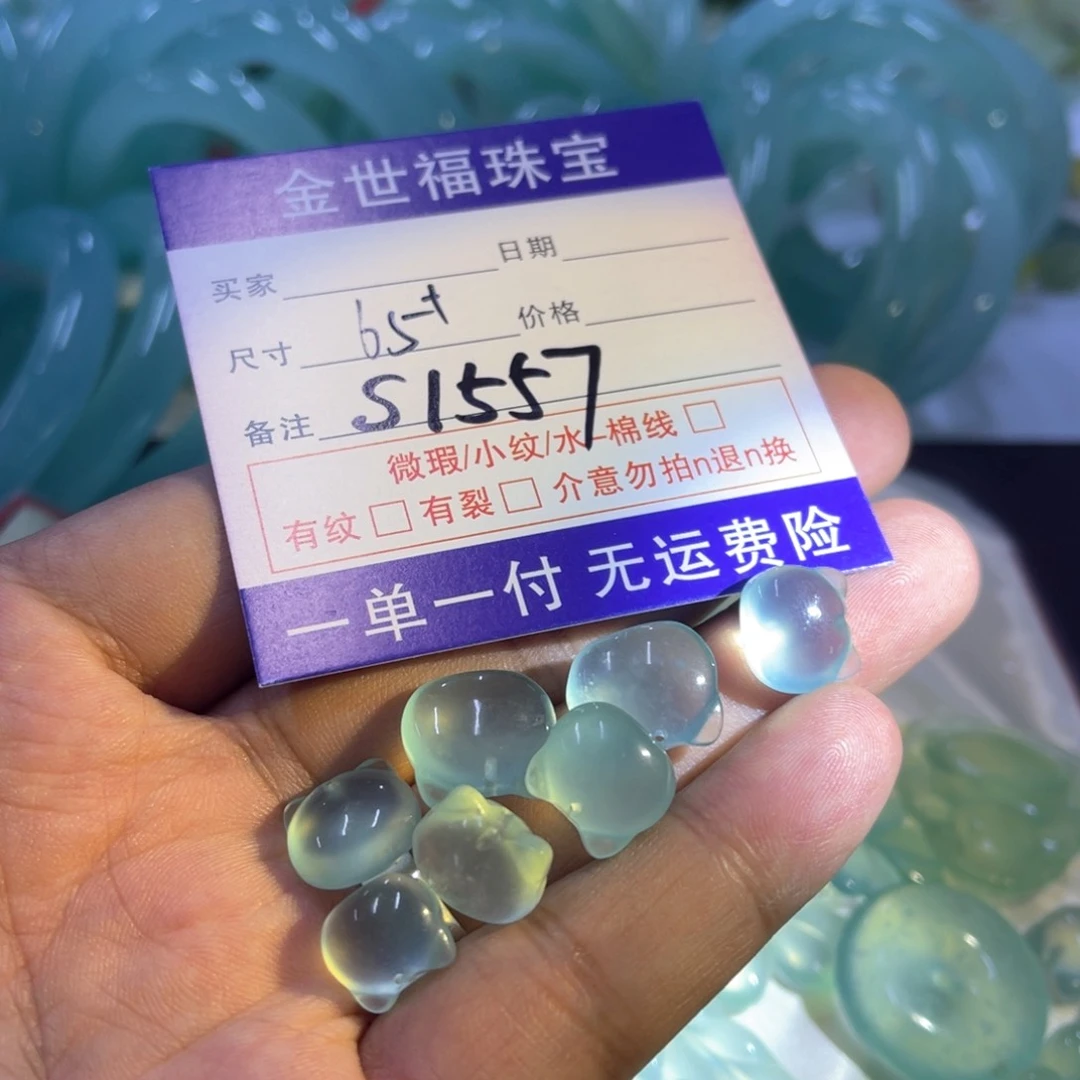 金世福珠宝
买家 日期
尺寸 65+ 价格
备注 S1557
微瑕/小纹/水 棉线 □
有纹 □ 有裂 □ 介意勿拍n退n换
一单一付 无运费险